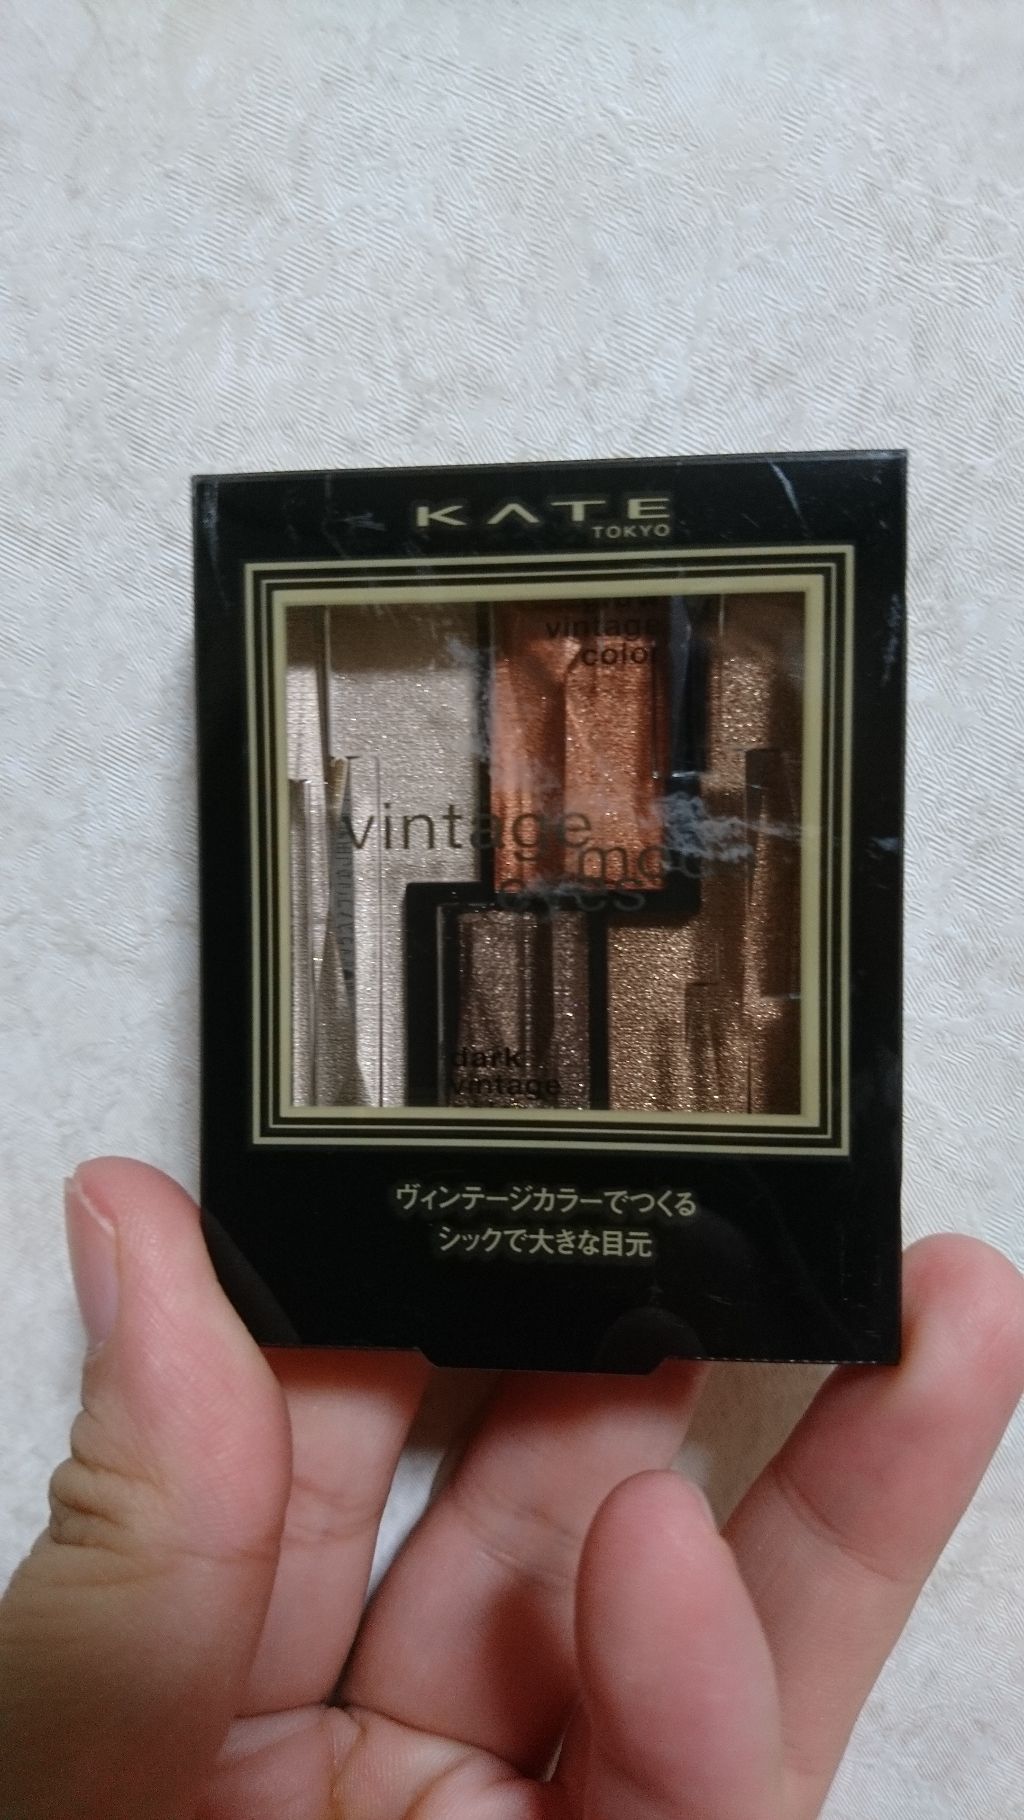 KATE
TOKYO
vintage
color
vintage
eyes
dark
vintage
ヴィンテージカラーでつくる
シックで大きな目元